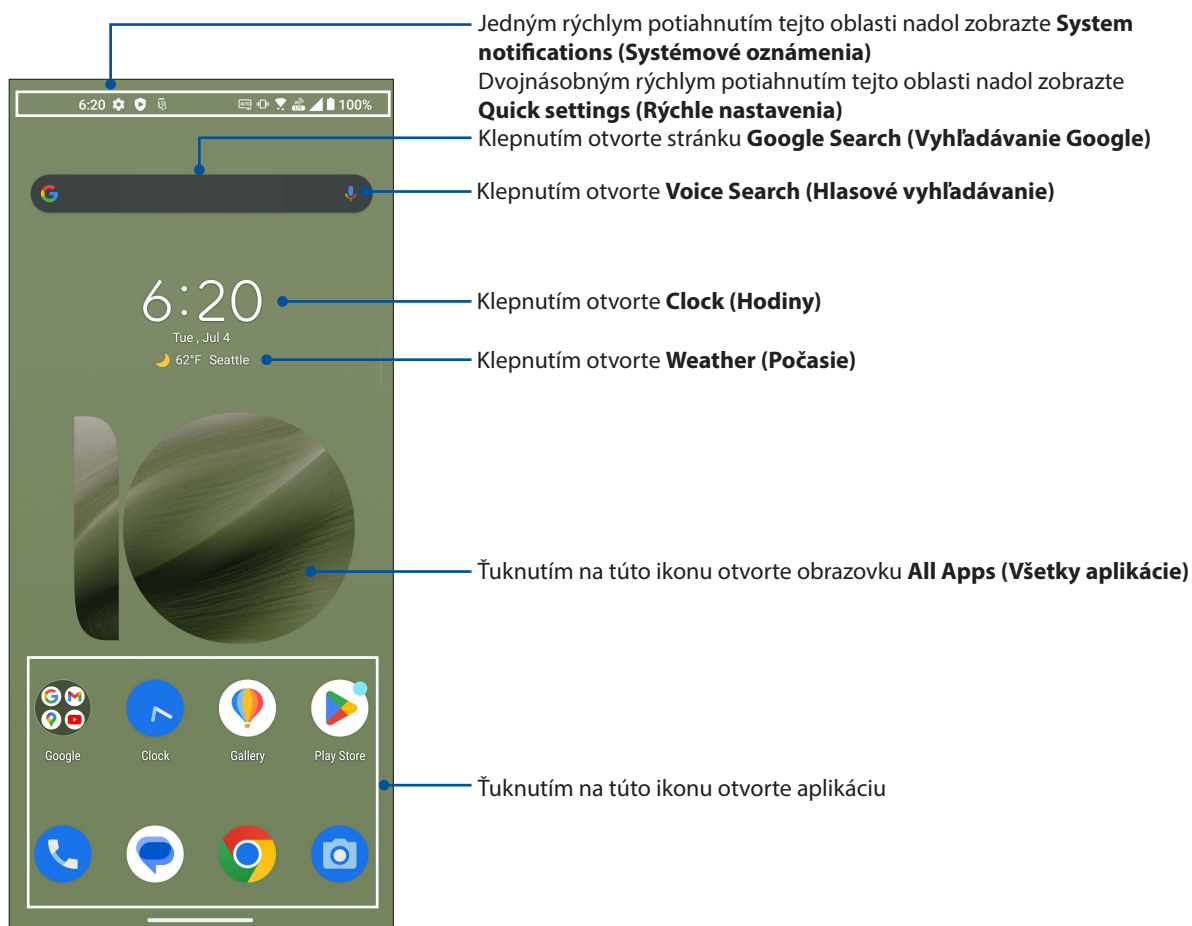 Jedným rýchlym potiahnutím tejto oblasti nadol zobrazte System
notifications (Systémové oznámenia)
Dvojnásobným rýchlym potiahnutím tejto oblasti nadol zobrazte
Quick settings (Rýchle nastavenia)
6:20 100%
Klepnutím otvorte stránku Google Search (Vyhľadávanie Google)
Klepnutím otvorte Voice Search (Hlasové vyhľadávanie)
6:20
Klepnutím otvorte Clock (Hodiny)
Tue , Jul 4
62°F Seattle
Klepnutím otvorte Weather (Počasie)
Ťuknutím na túto ikonu otvorte obrazovku All Apps (Všetky aplikácie)
Google Clock Gallery Play Store
Ťuknutím na túto ikonu otvorte aplikáciu